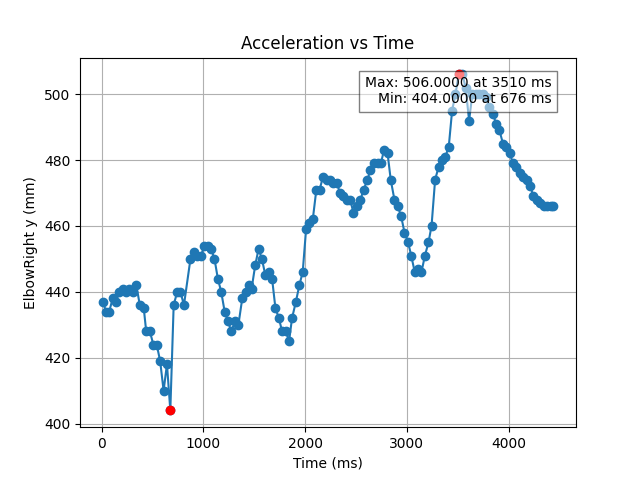 Acceleration vs Time
Max: 506.0000 at 3510 ms
Min: 404.0000 at 676 ms
ElbowRight y (mm)
500
480
460
440
420
400
0 1000 2000 3000 4000
Time (ms)